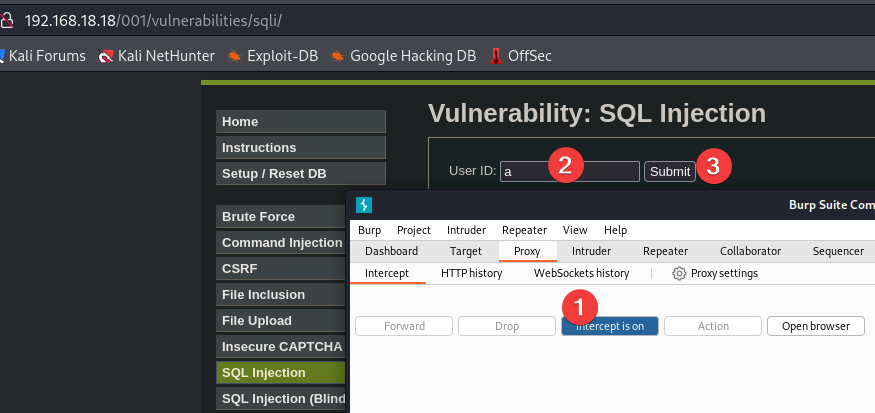 192.168.18.18/001/vulnerabilities/sqli/
Kali Forums Kali NetHunter Exploit-DB Google Hacking DB OffSec
Vulnerability: SQL Injection
Home
Instructions
Setup / Reset DB
User ID: a 2 Submit 3
Brute Force
Command Injection
CSRF
File Inclusion
File Upload
Insecure CAPTCHA
SQL Injection
SQL Injection (Blind
Burp Suite Com
Burp Project Intruder Repeater View Help
Dashboard Target Proxy Intruder Repeater Collaborator Sequencer
Intercept HTTP history WebSockets history Proxy settings
1
Forward Drop Intercept is on Action Open browser